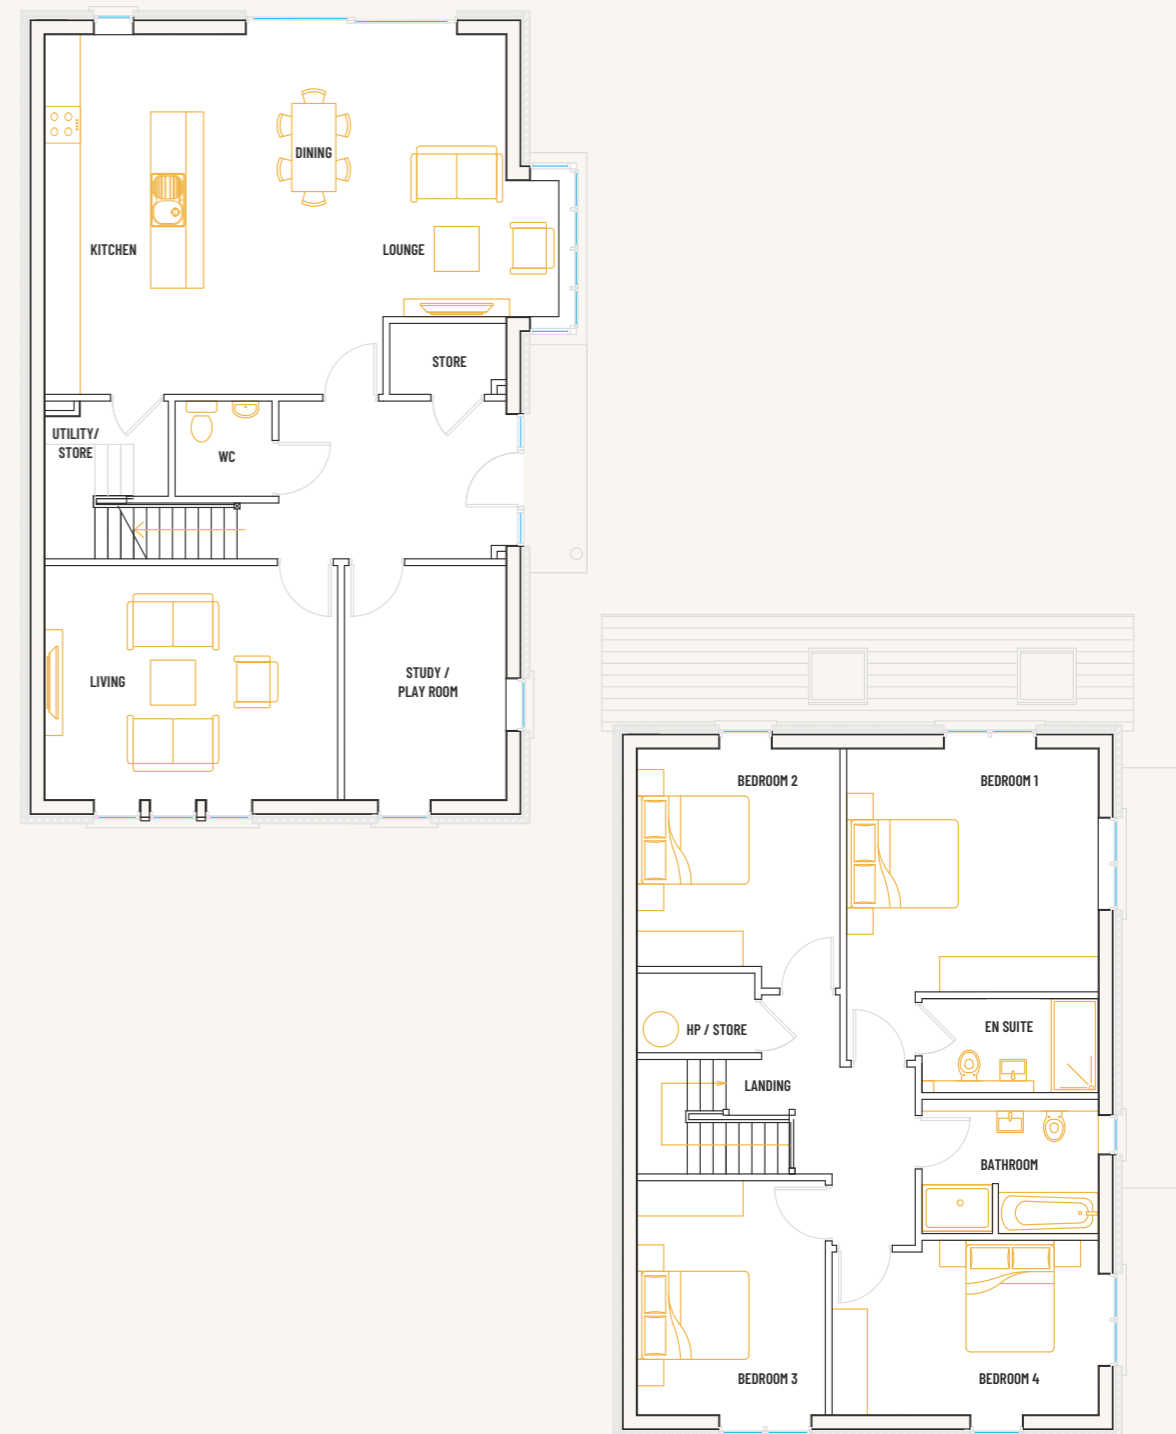 DINING
KITCHEN
LOUNGE
STORE
UTILITY/
STORE
WC
LIVING
STUDY /
PLAY ROOM
BEDROOM 2
BEDROOM 1
HP / STORE
EN SUITE
LANDING
BATHROOM
BEDROOM 3
BEDROOM 4